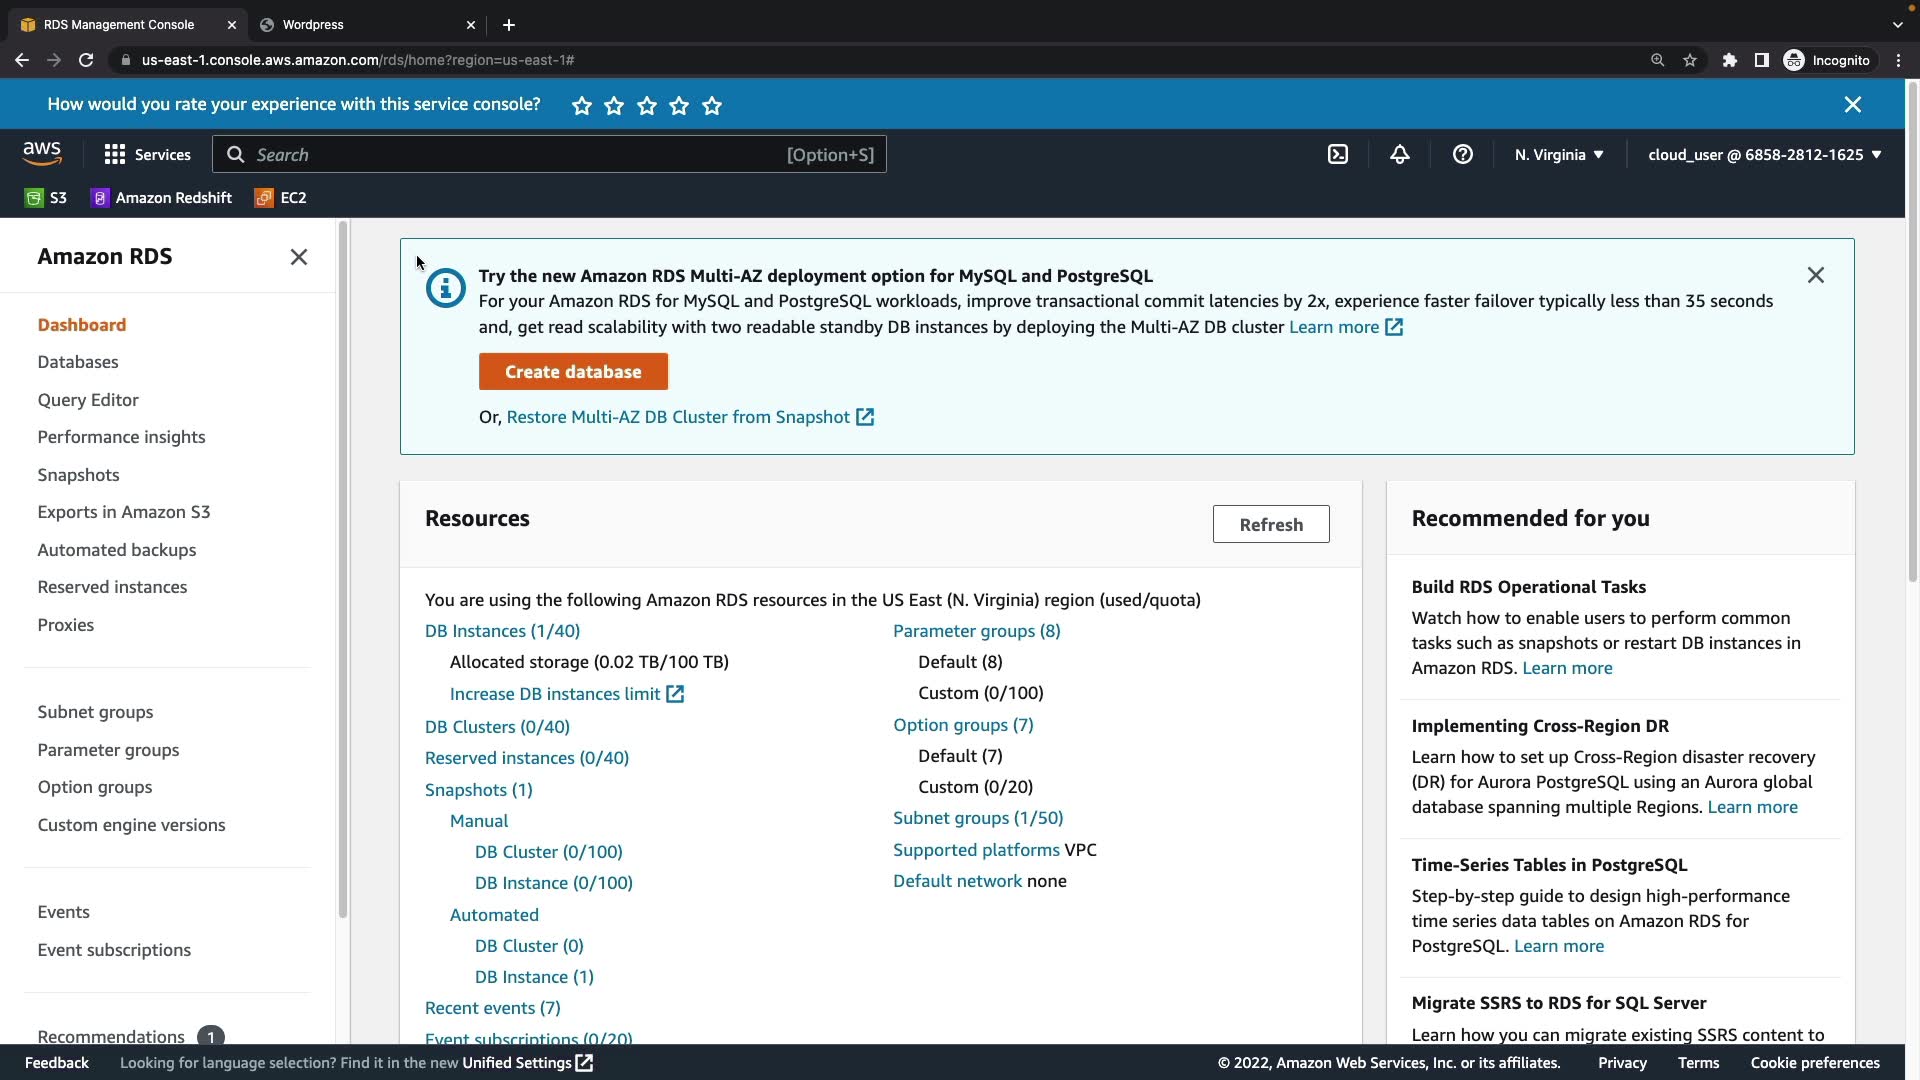 RDS Management Console
Wordpress
us-east-1.console.aws.amazon.com/rds/home?region=us-east-1#
Incognito
How would you rate your experience with this service console?
aws
Services
Search
[Option+S]
N. Virginia
cloud_user @ 6858-2812-1625
S3
Amazon Redshift
EC2
Amazon RDS
Dashboard
Databases
Query Editor
Performance insights
Snapshots
Exports in Amazon S3
Automated backups
Reserved instances
Proxies
Subnet groups
Parameter groups
Option groups
Custom engine versions
Events
Event subscriptions
Recommendations 1
Try the new Amazon RDS Multi-AZ deployment option for MySQL and PostgreSQL
For your Amazon RDS for MySQL and PostgreSQL workloads, improve transactional commit latencies by 2x, experience faster failover typically less than 35 seconds
and, get read scalability with two readable standby DB instances by deploying the Multi-AZ DB cluster Learn more
Create database
Or, Restore Multi-AZ DB Cluster from Snapshot
Resources
Refresh
You are using the following Amazon RDS resources in the US East (N. Virginia) region (used/quota)
DB Instances (1/40)
Allocated storage (0.02 TB/100 TB)
Increase DB instances limit
DB Clusters (0/40)
Reserved instances (0/40)
Snapshots (1)
Manual
DB Cluster (0/100)
DB Instance (0/100)
Automated
DB Cluster (0)
DB Instance (1)
Recent events (7)
Event subscriptions (0/20)
Parameter groups (8)
Default (8)
Custom (0/100)
Option groups (7)
Default (7)
Custom (0/20)
Subnet groups (1/50)
Supported platforms VPC
Default network none
Recommended for you
Build RDS Operational Tasks
Watch how to enable users to perform common
tasks such as snapshots or restart DB instances in
Amazon RDS. Learn more
Implementing Cross-Region DR
Learn how to set up Cross-Region disaster recovery
(DR) for Aurora PostgreSQL using an Aurora global
database spanning multiple Regions. Learn more
Time-Series Tables in PostgreSQL
Step-by-step guide to design high-performance
time series data tables on Amazon RDS for
PostgreSQL. Learn more
Migrate SSRS to RDS for SQL Server
Learn how you can migrate existing SSRS content to
Feedback
Looking for language selection? Find it in the new Unified Settings
© 2022, Amazon Web Services, Inc. or its affiliates.
Privacy
Terms
Cookie preferences